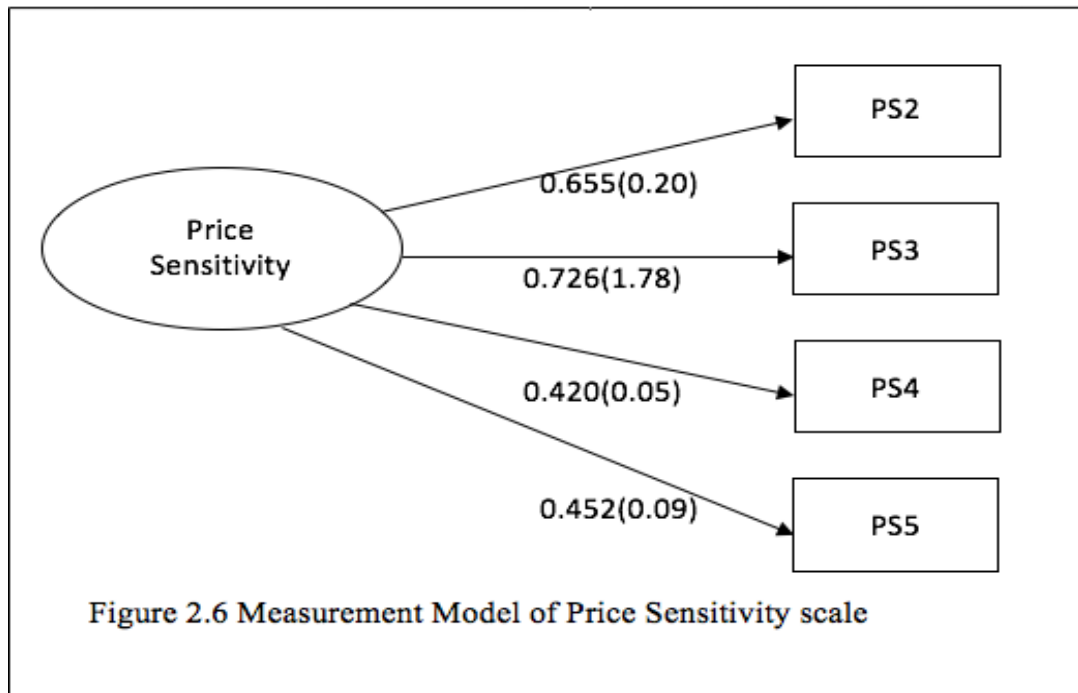 PS2
0.655(0.20)
Price
Sensitivity
PS3
0.726(1.78)
PS4
0.420(0.05)
0.452(0.09)
PS5
Figure 2.6 Measurement Model of Price Sensitivity scale